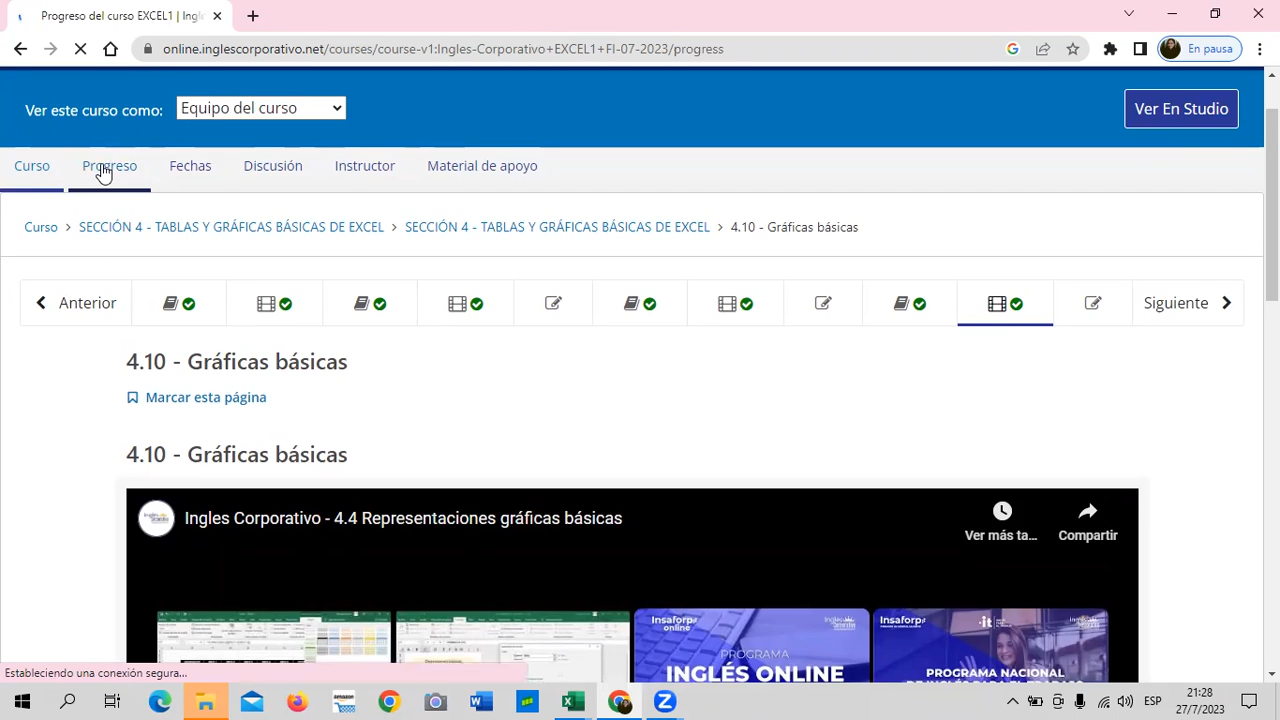 Progreso del curso EXCEL1 | Ingl
online.inglescorporativo.net/courses/course-v1:Ingles-Corporativo+EXCEL1+FI-07-2023/progress
En pausa
Ver este curso como:
Equipo del curso
Ver En Studio
Curso
Progreso
Fechas
Discusión
Instructor
Material de apoyo
Curso > SECCIÓN 4 - TABLAS Y GRÁFICAS BÁSICAS DE EXCEL > SECCIÓN 4 - TABLAS Y GRÁFICAS BÁSICAS DE EXCEL > 4.10 - Gráficas básicas
Anterior
Siguiente
4.10 - Gráficas básicas
Marcar esta página
4.10 - Gráficas básicas
Ingles Corporativo - 4.4 Representaciones gráficas básicas
Ver más ta...
Compartir
Insaforp online
PROGRAMA
INGLÉS ONLINE
Insaforp
PROGRAMA NACIONAL
Estableciendo una conexión segura...
ESP
21:28
27/7/2023